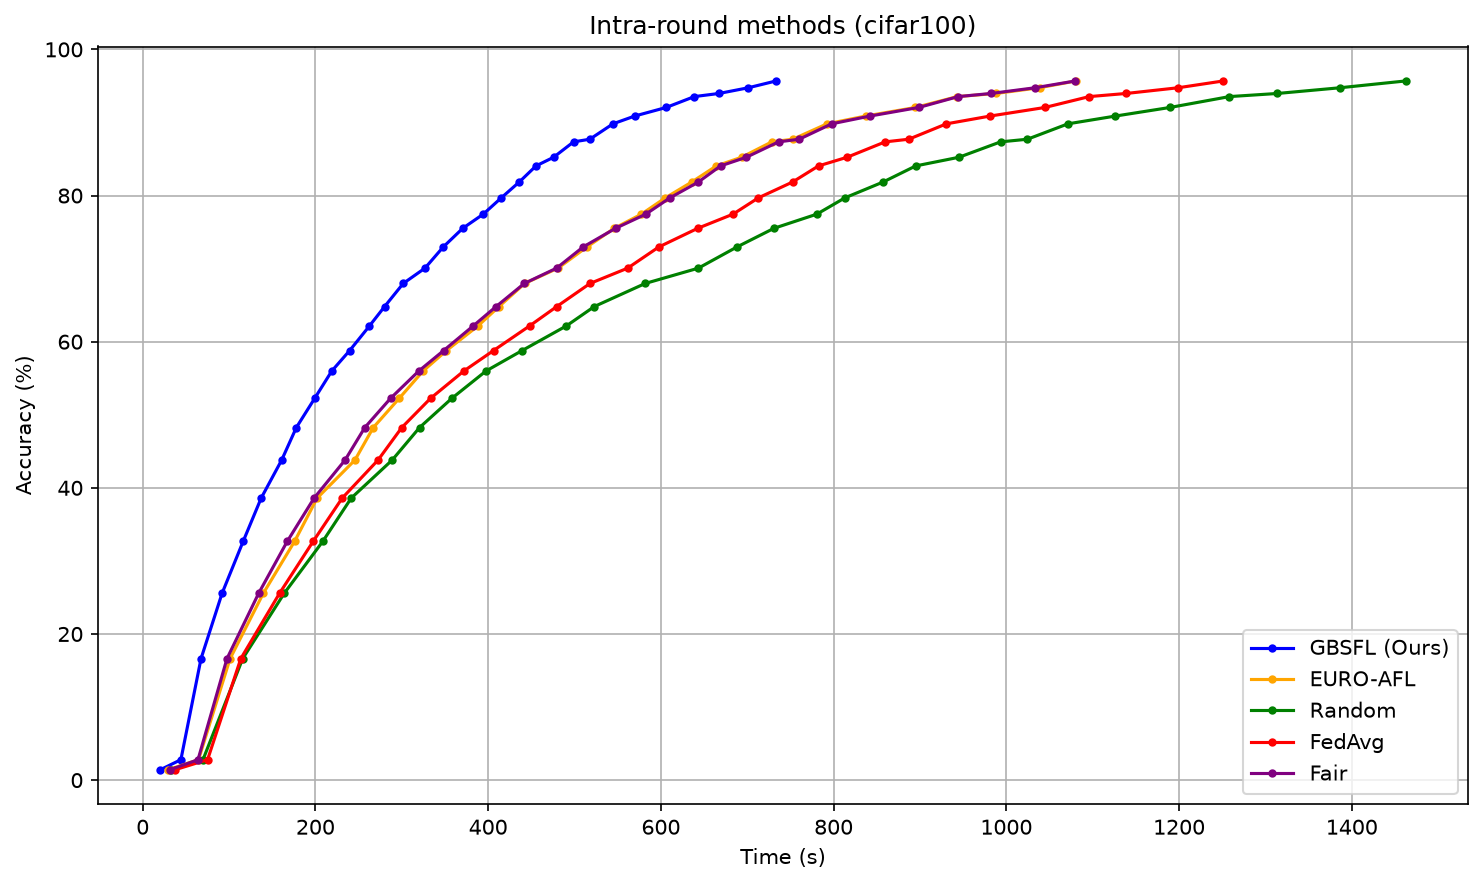 Intra-round methods (cifar100)
Accuracy (%)
100
80
60
40
20
0
0 200 400 600 800 1000 1200 1400
Time (s)
GBSFL (Ours)
EURO-AFL
Random
FedAvg
Fair